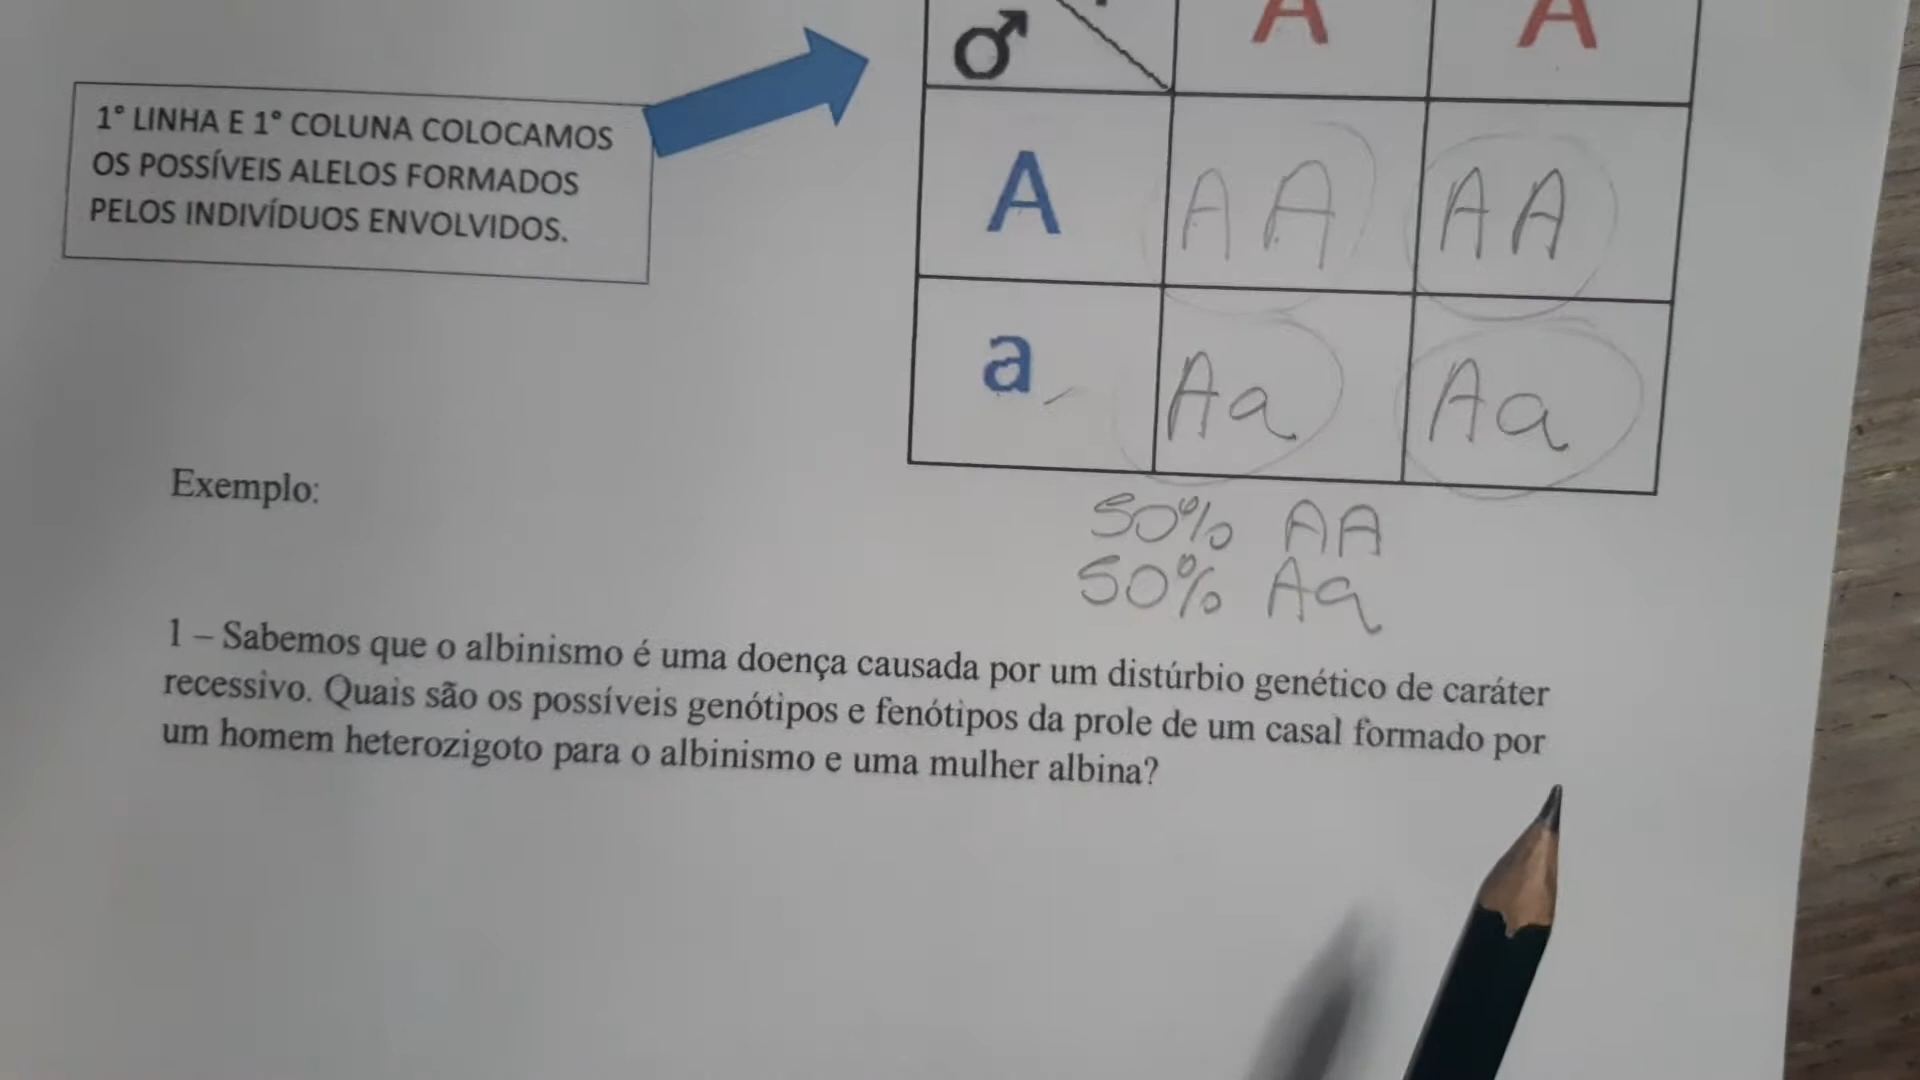 ♂ A A
1° LINHA E 1° COLUNA COLOCAMOS
OS POSSÍVEIS ALELOS FORMADOS
PELOS INDIVÍDUOS ENVOLVIDOS.
A AA AA
a Aa Aa
Exemplo:
50% AA
50% Aa
1 – Sabemos que o albinismo é uma doença causada por um distúrbio genético de caráter
recessivo. Quais são os possíveis genótipos e fenótipos da prole de um casal formado por
um homem heterozigoto para o albinismo e uma mulher albina?